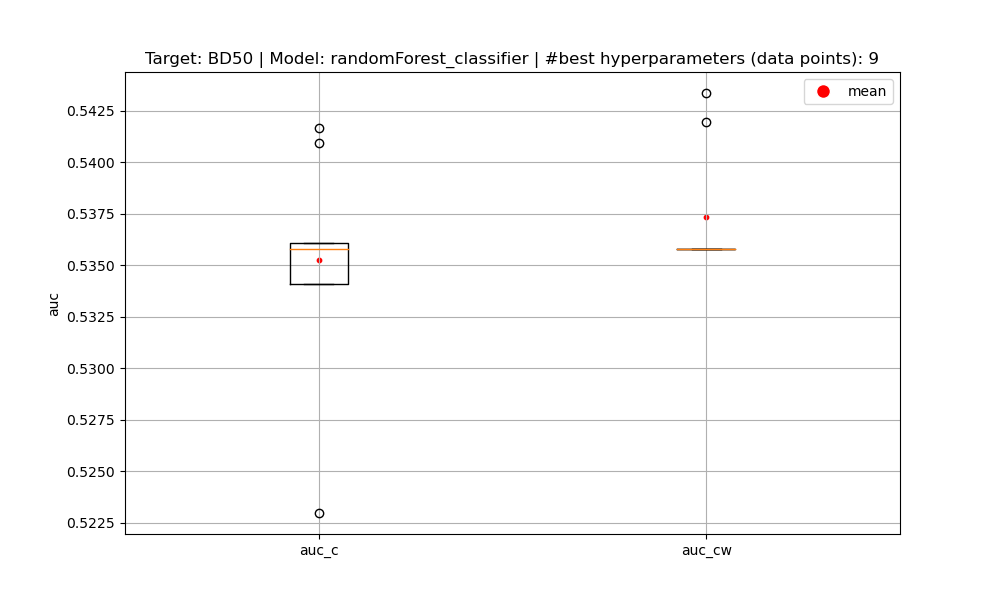 Target: BD50 | Model: randomForest_classifier | #best hyperparameters (data points): 9
mean
0.5425
0.5400
0.5375
0.5350
0.5325
0.5300
0.5275
0.5250
0.5225
auc
auc_c
auc_cw